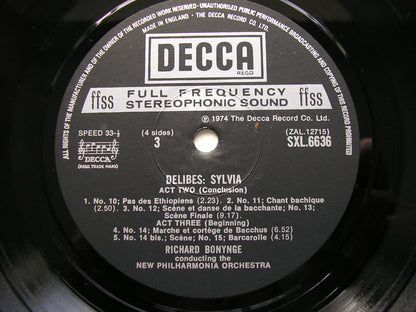 ALL RIGHTS OF THE MANUFACTURER AND OF THE OWNER OF THE RECORDED WORK RESERVED · UNAUTHORISED PUBLIC PERFORMANCE BROADCASTING AND COPYING OF THIS RECORD PROHIBITED
MADE IN ENGLAND · THE DECCA RECORD CO. LTD.
DECCA
REGD
ffss FULL FREQUENCY ffss
STEREOPHONIC SOUND
℗ 1974 The Decca Record Co. Ltd.
SPEED 33-⅓ (4 sides) (ZAL.12715)
3 SXL.6636
DECCA
(REGD. TRADE MARK)
DELIBES: SYLVIA
ACT TWO (Conclusion)
1. No. 10; Pas des Ethiopiens (2.23). 2. No. 11; Chant bachique
(2.50). 3. No. 12; Scène et danse de la bacchante; No. 13;
Scène Finale (9.17).
ACT THREE (Beginning)
4. No. 14; Marche et cortège de Bacchus (6.52)
5. No. 14 bis.; Scène; No. 15; Barcarolle (4.15)
RICHARD BONYNGE
conducting the
NEW PHILHARMONIA ORCHESTRA